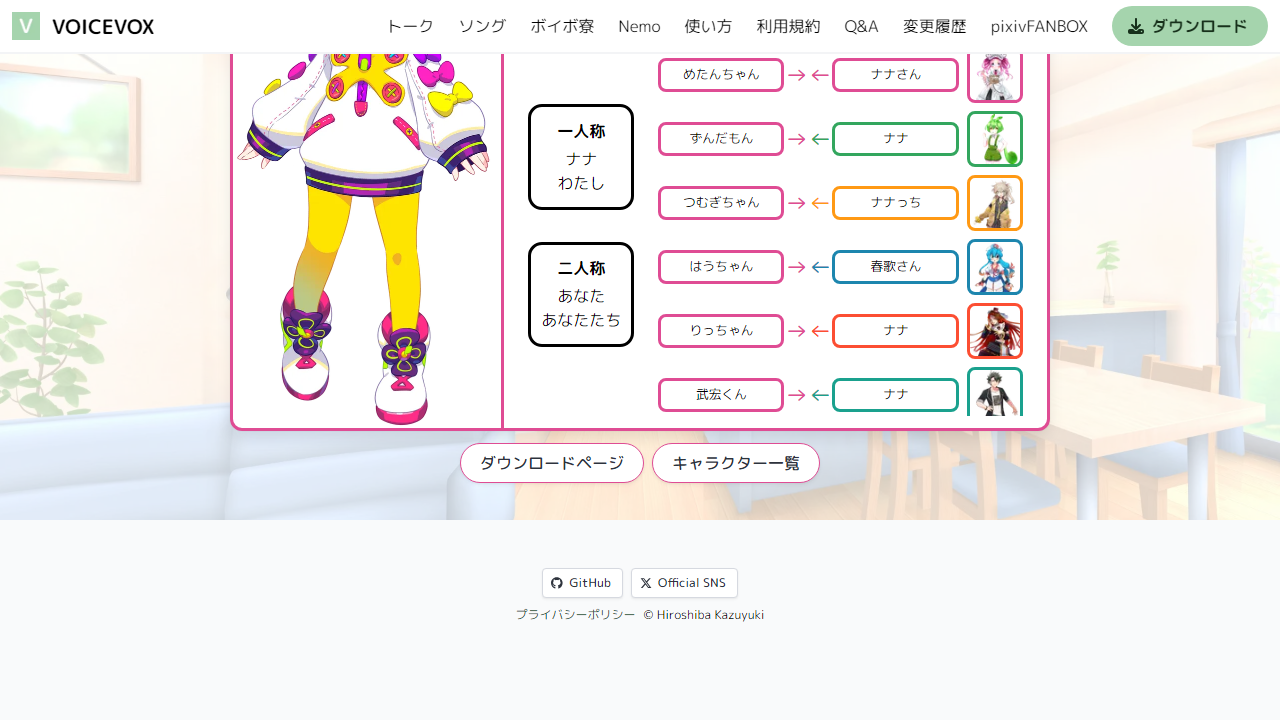 V VOICEVOX トーク ソング ボイボ寮 Nemo 使い方 利用規約 Q&A 変更履歴 pixivFANBOX ダウンロード
めたんちゃん → ← ナナさん
一人称
ナナ
わたし
ずんだもん → ← ナナ
つむぎちゃん → ← ナナっち
二人称
あなた
あなたたち
はうちゃん → ← 春歌さん
りっちゃん → ← ナナ
武宏くん → ← ナナ
ダウンロードページ キャラクター一覧
GitHub Official SNS
プライバシーポリシー © Hiroshiba Kazuyuki